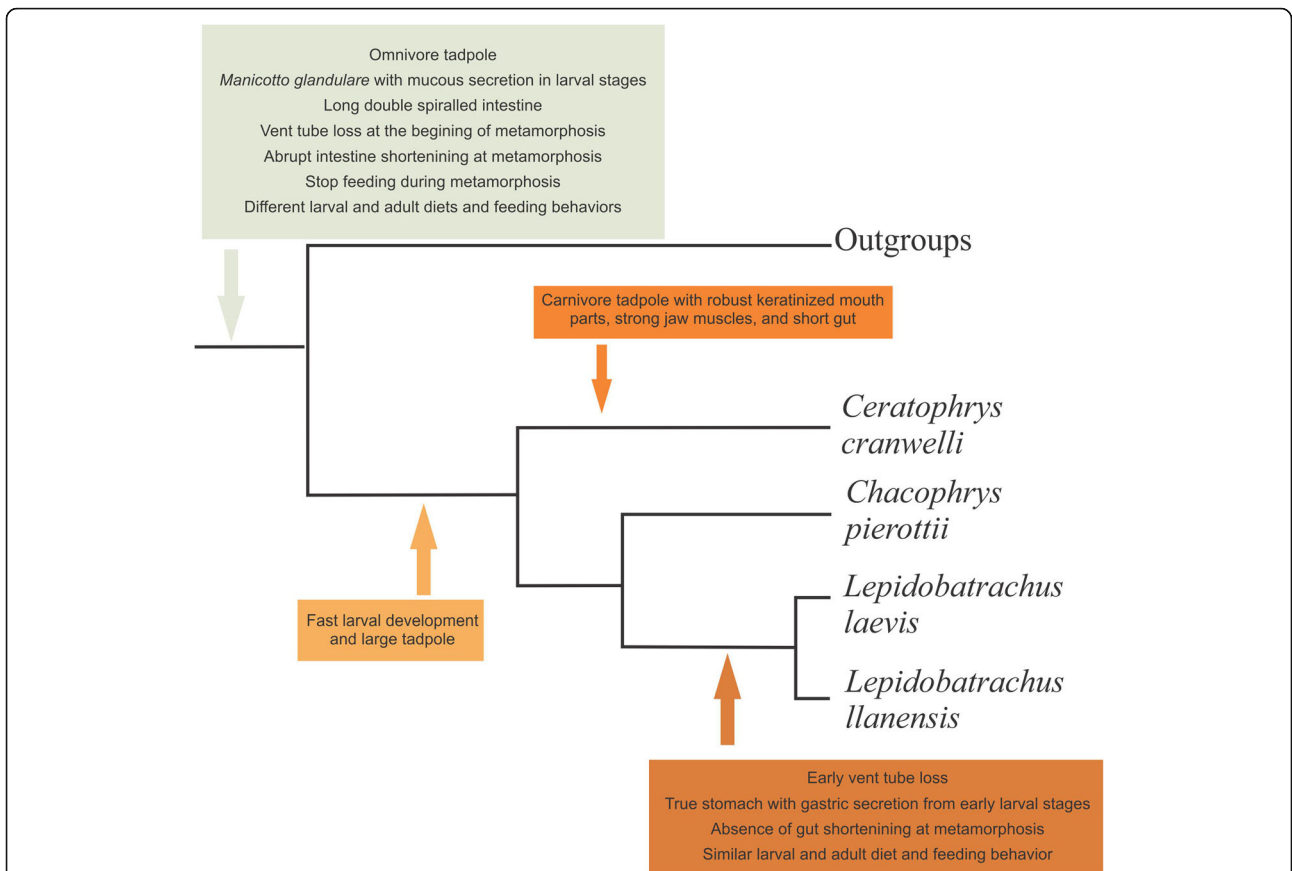 Omnivore tadpole
Manicotto glandulare with mucous secretion in larval stages
Long double spiralled intestine
Vent tube loss at the begining of metamorphosis
Abrupt intestine shortenining at metamorphosis
Stop feeding during metamorphosis
Different larval and adult diets and feeding behaviors
Outgroups
Carnivore tadpole with robust keratinized mouth
parts, strong jaw muscles, and short gut
Ceratophrys
cranwelli
Chacophrys
pierottii
Lepidobatrachus
laevis
Fast larval development
and large tadpole
Lepidobatrachus
llanensis
Early vent tube loss
True stomach with gastric secretion from early larval stages
Absence of gut shortenining at metamorphosis
Similar larval and adult diet and feeding behavior